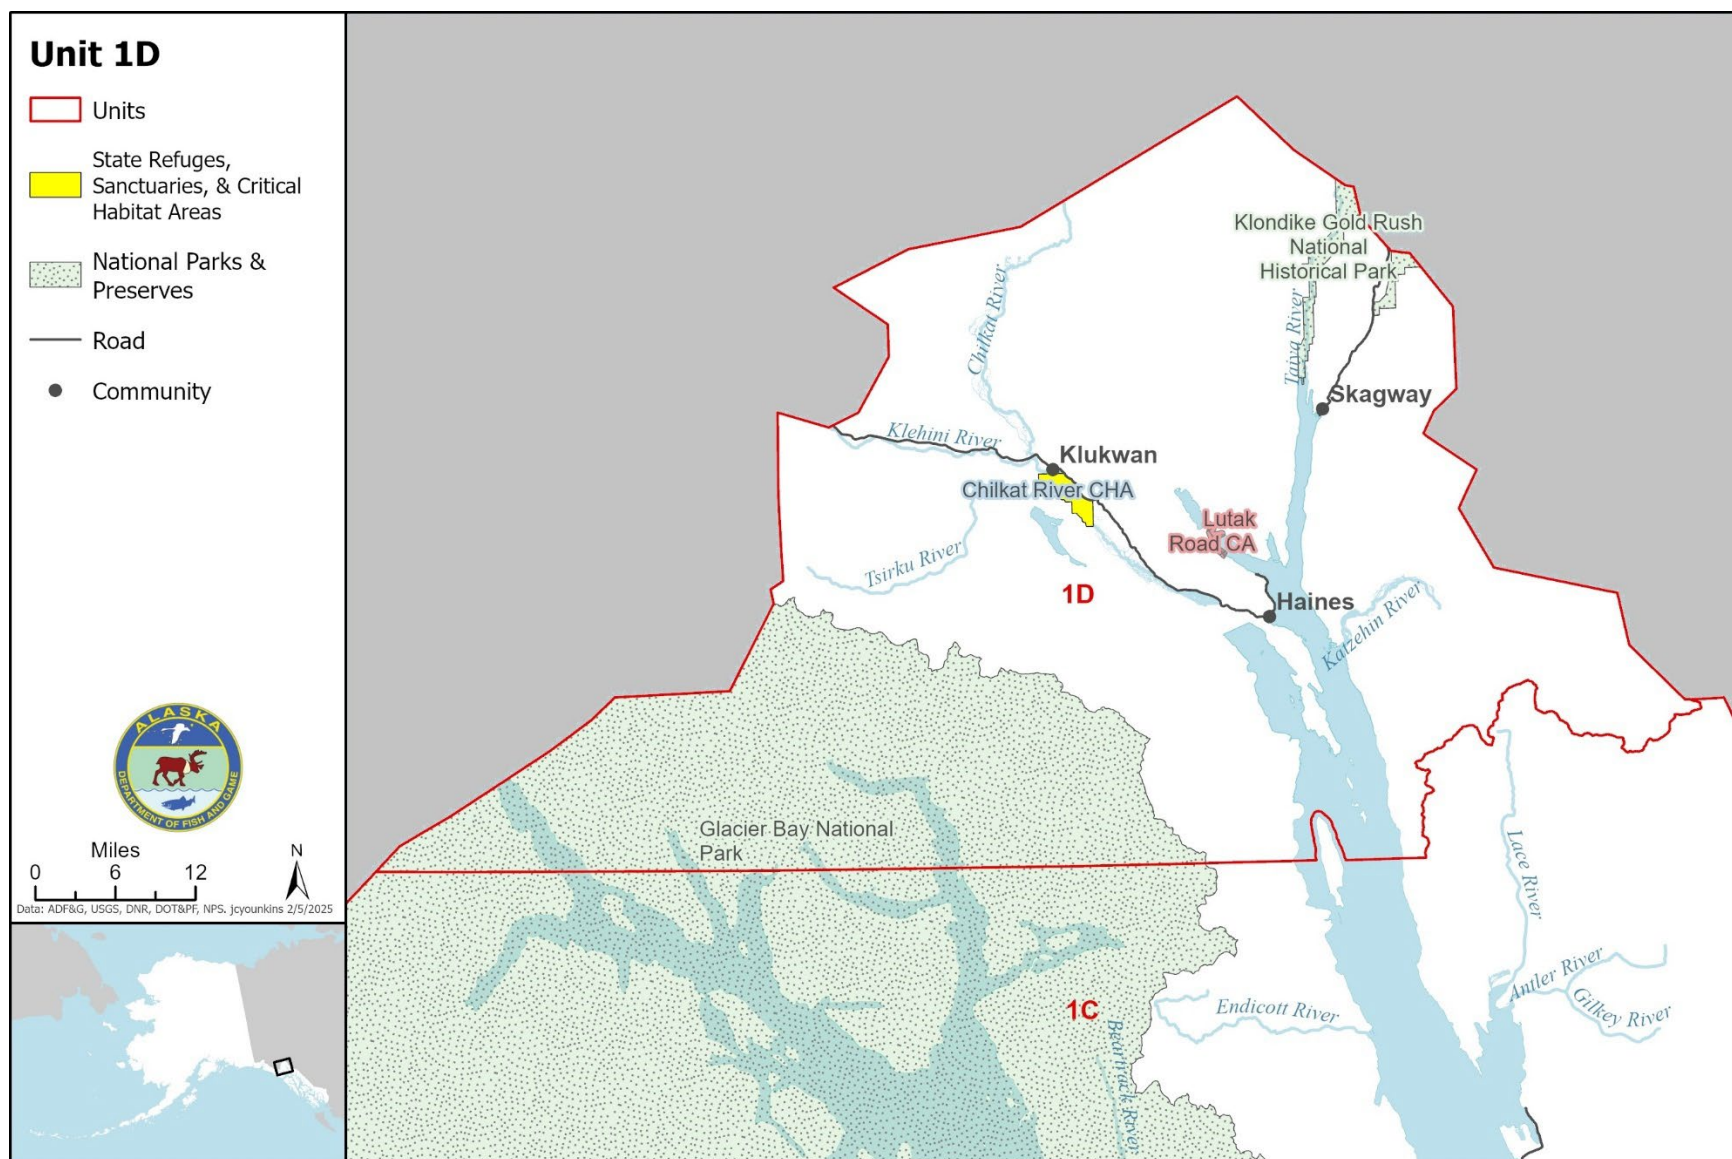 Unit 1D
Units
State Refuges,
Sanctuaries, & Critical
Habitat Areas
National Parks &
Preserves
Road
Community
ALASKA
DEPARTMENT OF FISH AND GAME
Miles
0 6 12
N
Data: ADF&G, USGS, DNR, DOT&PF, NPS. jcyounkins 2/5/2025
Klondike Gold Rush
National
Historical Park
Chilkat River
Taiya River
Skagway
Klehini River
Klukwan
Chilkat River CHA
Lutak
Road CA
Tsirku River
1D
Haines
Katzehin River
Glacier Bay National
Park
Lace River
Antler River
Gilkey River
1C
Endicott River
Beartrack River